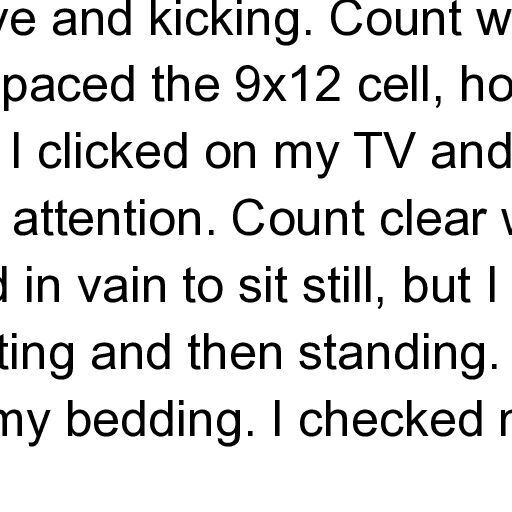 ve and kicking. Count w
paced the 9x12 cell, ho
I clicked on my TV and
attention. Count clear
in vain to sit still, but I
ting and then standing.
my bedding. I checked